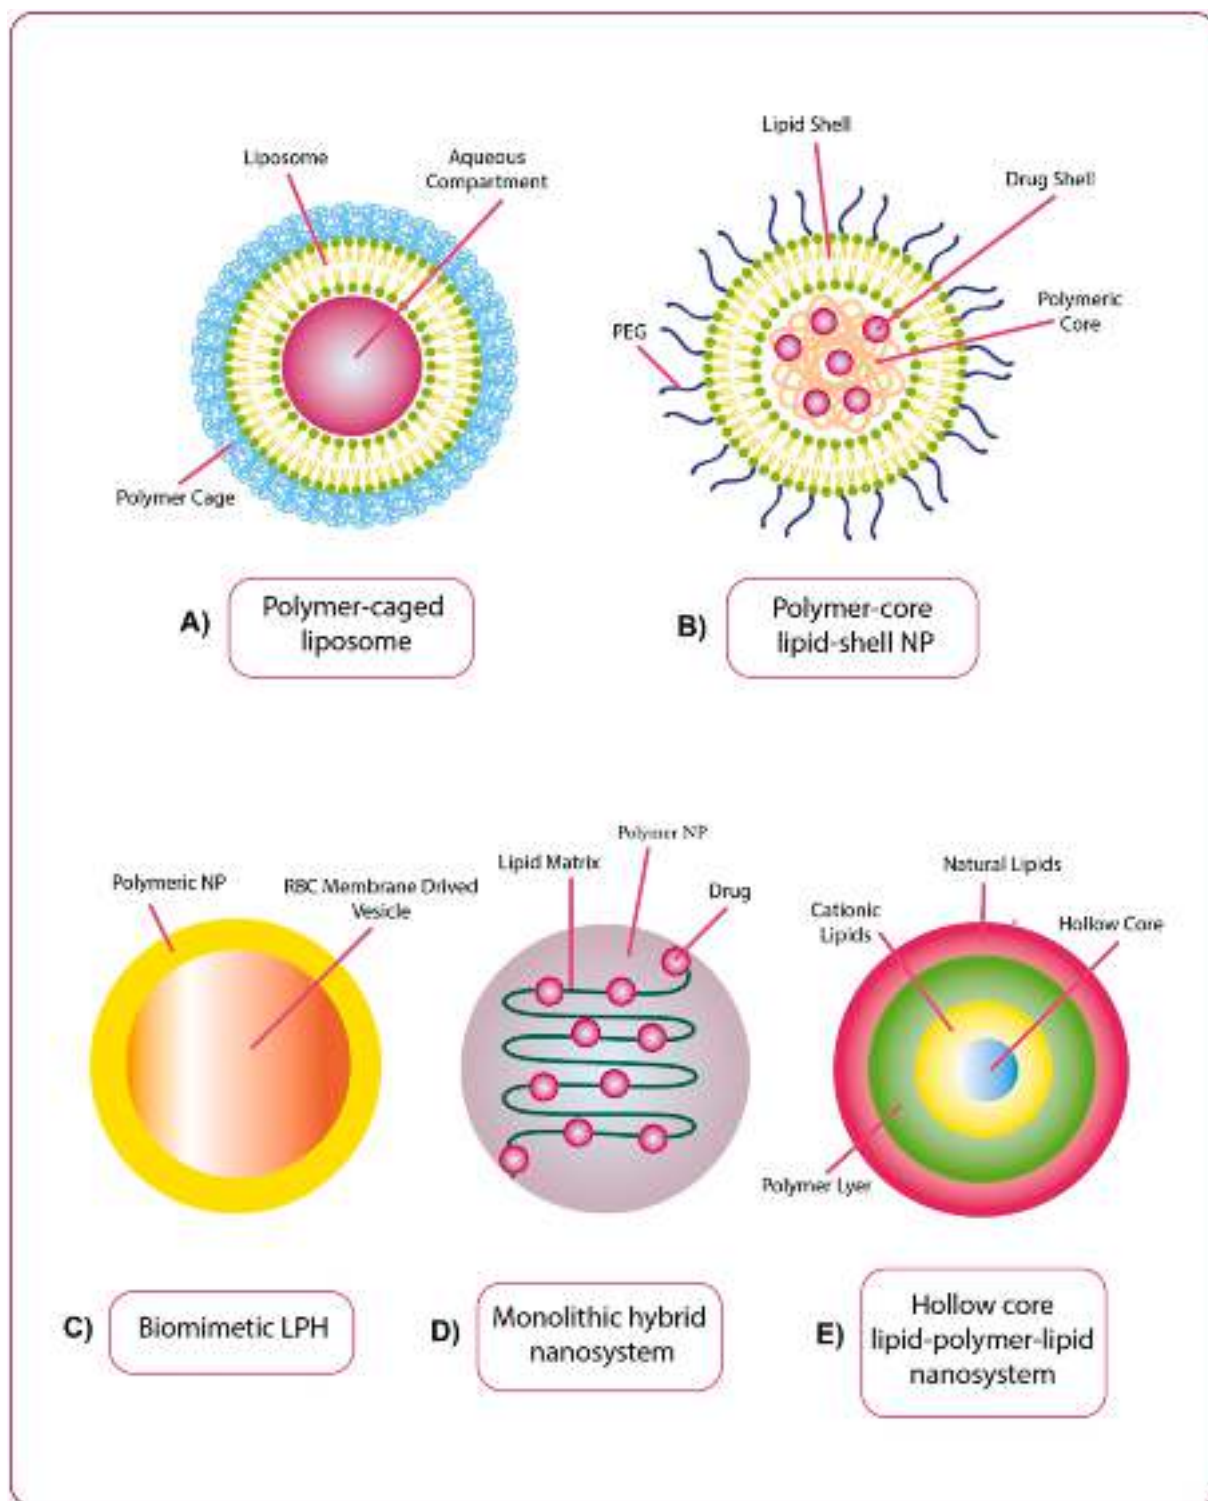 Liposome
Aqueous
Compartment
Polymer Cage
A)
Polymer-caged
liposome
Lipid Shell
Drug Shell
Polymeric
Core
PEG
B)
Polymer-core
lipid-shell NP
Polymeric NP
RBC Membrane Drived
Vesicle
C)
Biomimetic LPH
Polymer NP
Lipid Matrix
Drug
D)
Monolithic hybrid
nanosystem
Natural Lipids
Cationic
Lipids
Hollow Core
Polymer Lyer
E)
Hollow core
lipid-polymer-lipid
nanosystem